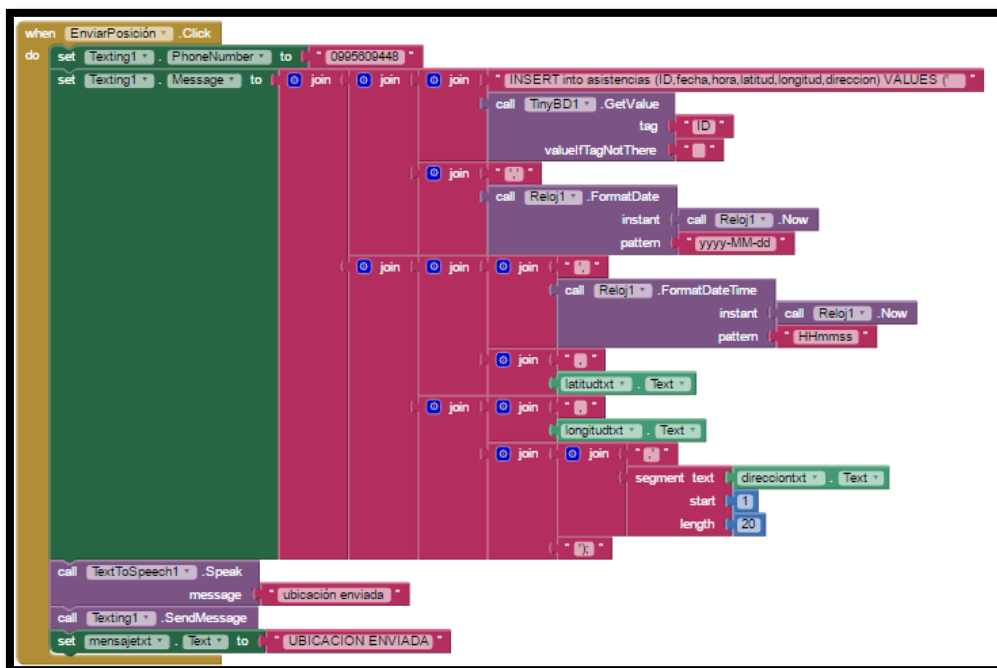 when EnviarPosición .Click
do set Texting1 . PhoneNumber to " 0995609448 "
set Texting1 . Message to join join join " INSERT into asistencias (ID,fecha,hora,latitud,longitud,direccion) VALUES (' "
call TinyBD1 .GetValue
tag " ID "
valueIfTagNotThere " "
join " ',' "
call Reloj1 .FormatDate
instant call Reloj1 .Now
pattern " yyyy-MM-dd "
join join join " ', "
call Reloj1 .FormatDateTime
instant call Reloj1 .Now
pattern " HHmmss "
join " , "
latitudtxt . Text
join join " , "
longitudtxt . Text
join join " ,' "
segment text direcciontxt . Text
start 1
length 20
" '); "
call TextToSpeech1 .Speak
message " ubicación enviada "
call Texting1 .SendMessage
set mensajetxt . Text to " UBICACION ENVIADA "